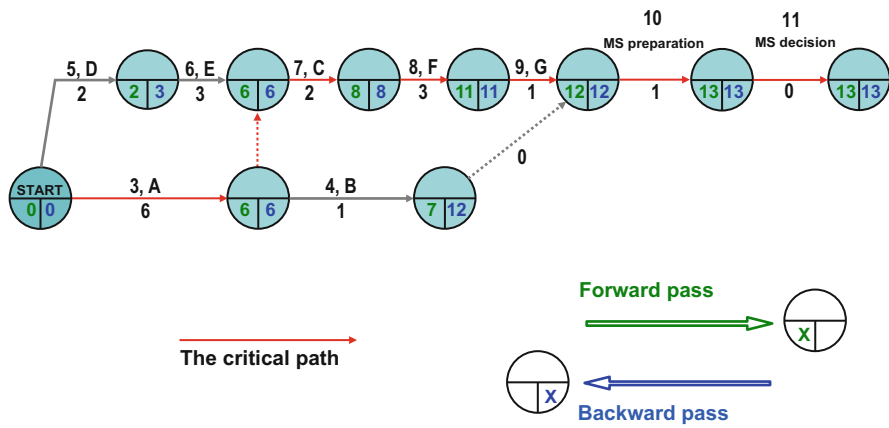 10
MS preparation
11
MS decision
5, D
2
6, E
3
7, C
2
8, F
3
9, G
1
1
0
2 3
6 6
8 8
11 11
12 12
13 13
13 13
0
START
0 0
3, A
6
6 6
4, B
1
7 12
The critical path
Forward pass
X
X
Backward pass